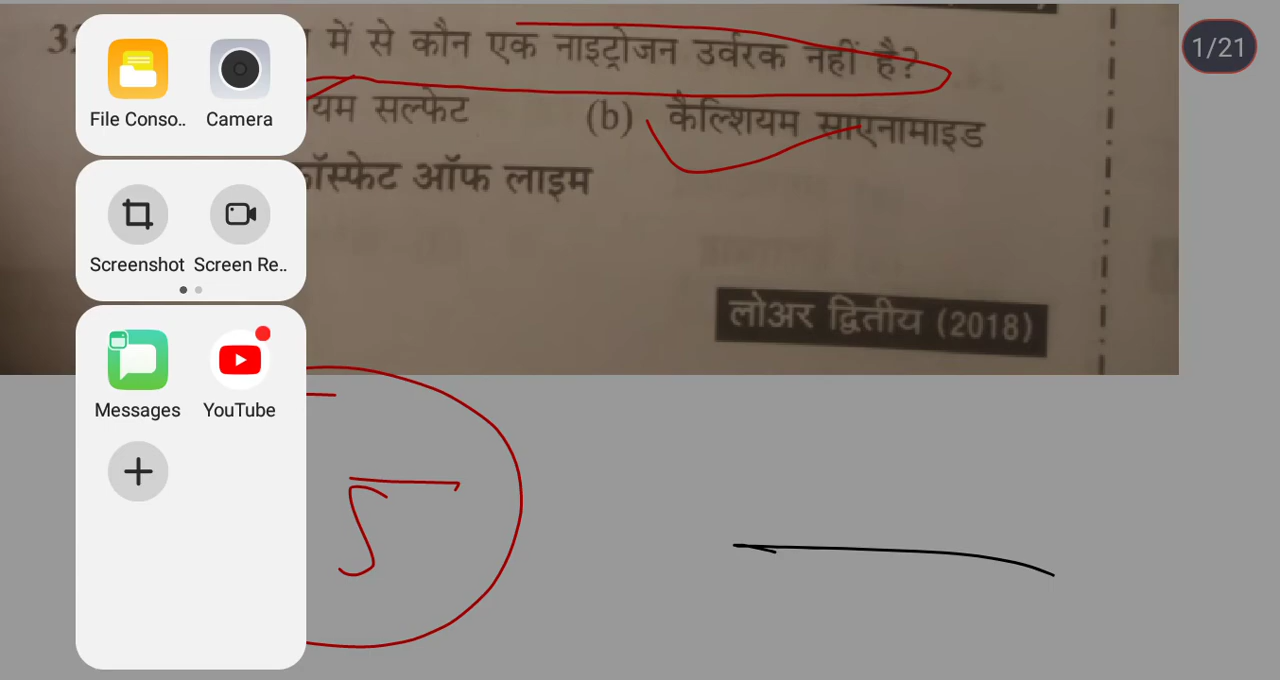 में से कौन एक नाइट्रोजन उर्वरक नहीं है?
यम सल्फेट (b) कैल्शियम साएनामाइड
ॉस्फेट ऑफ लाइम
लोअर द्वितीय (2018)
1/21
File Conso..
Camera
Screenshot
Screen Re..
Messages
YouTube